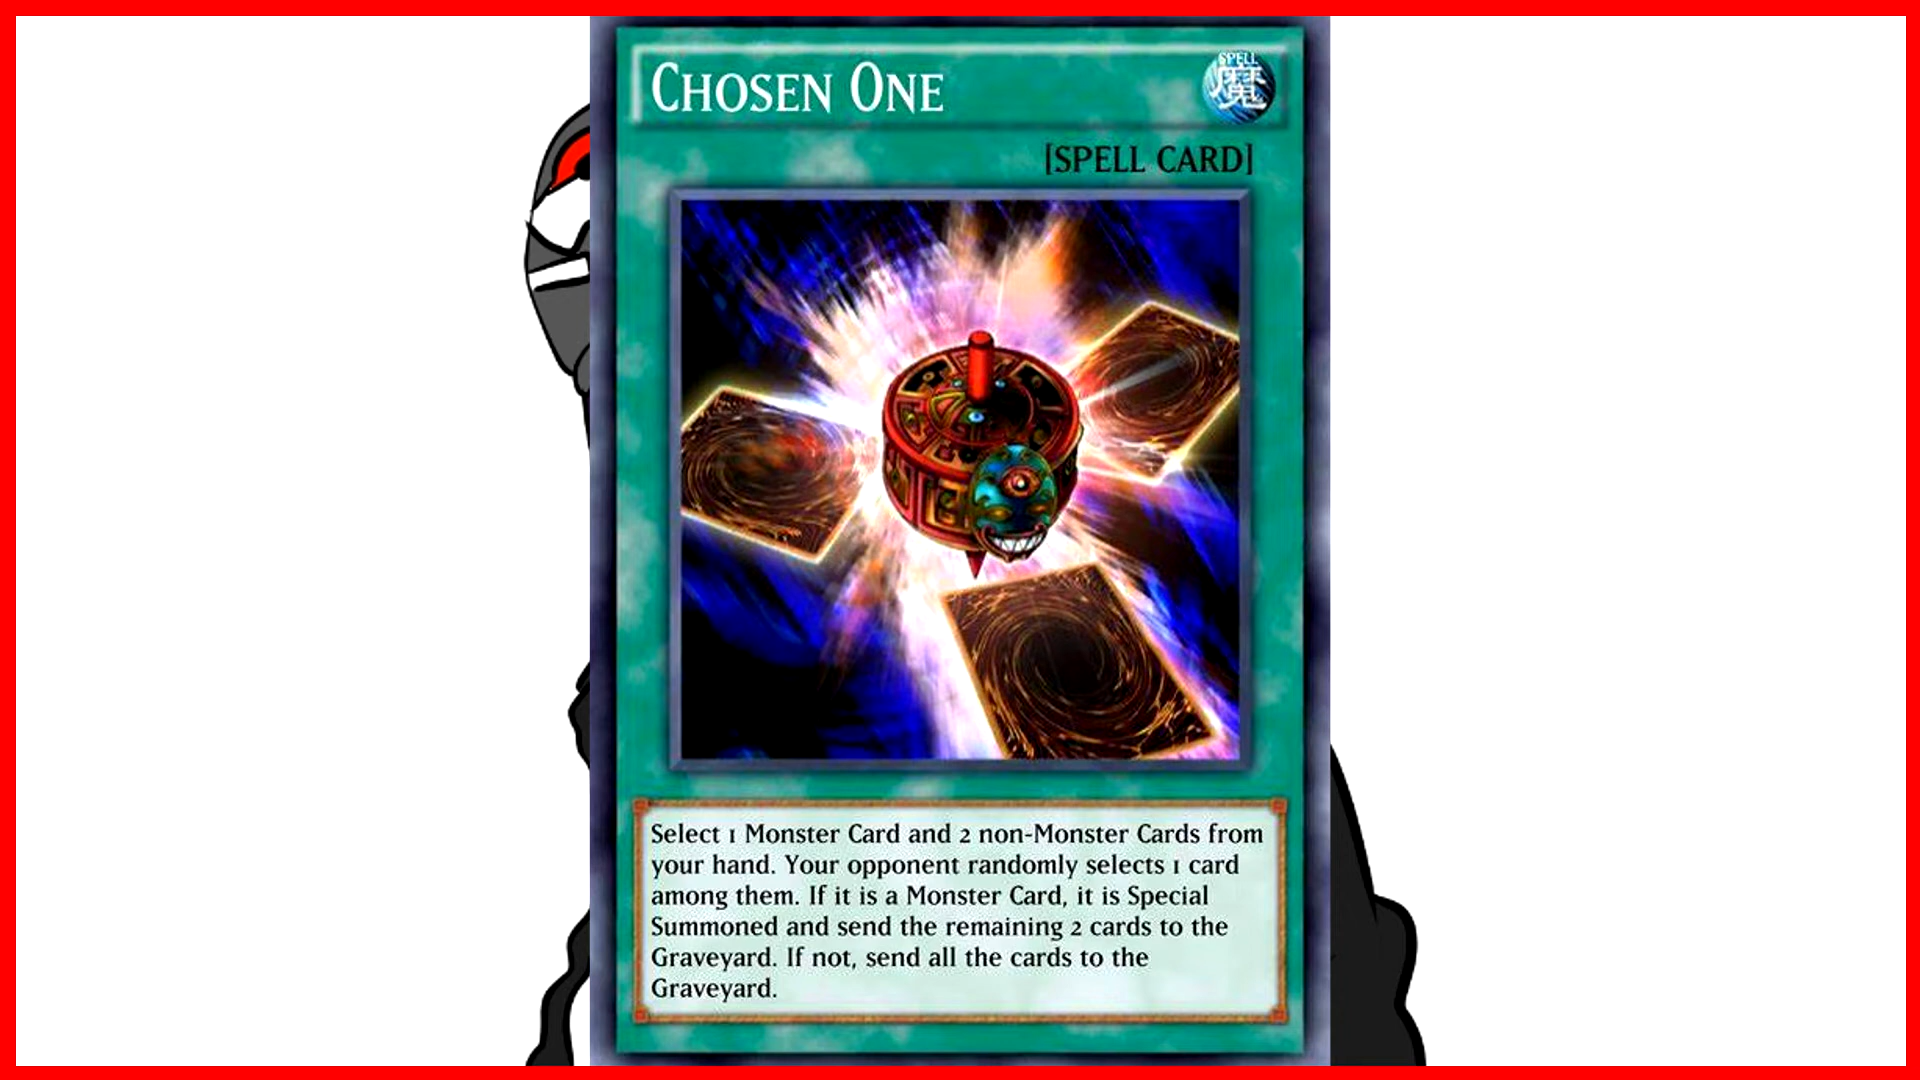 CHOSEN ONE
SPELL
魔
[SPELL CARD]
Select 1 Monster Card and 2 non-Monster Cards from
your hand. Your opponent randomly selects 1 card
among them. If it is a Monster Card, it is Special
Summoned and send the remaining 2 cards to the
Graveyard. If not, send all the cards to the
Graveyard.